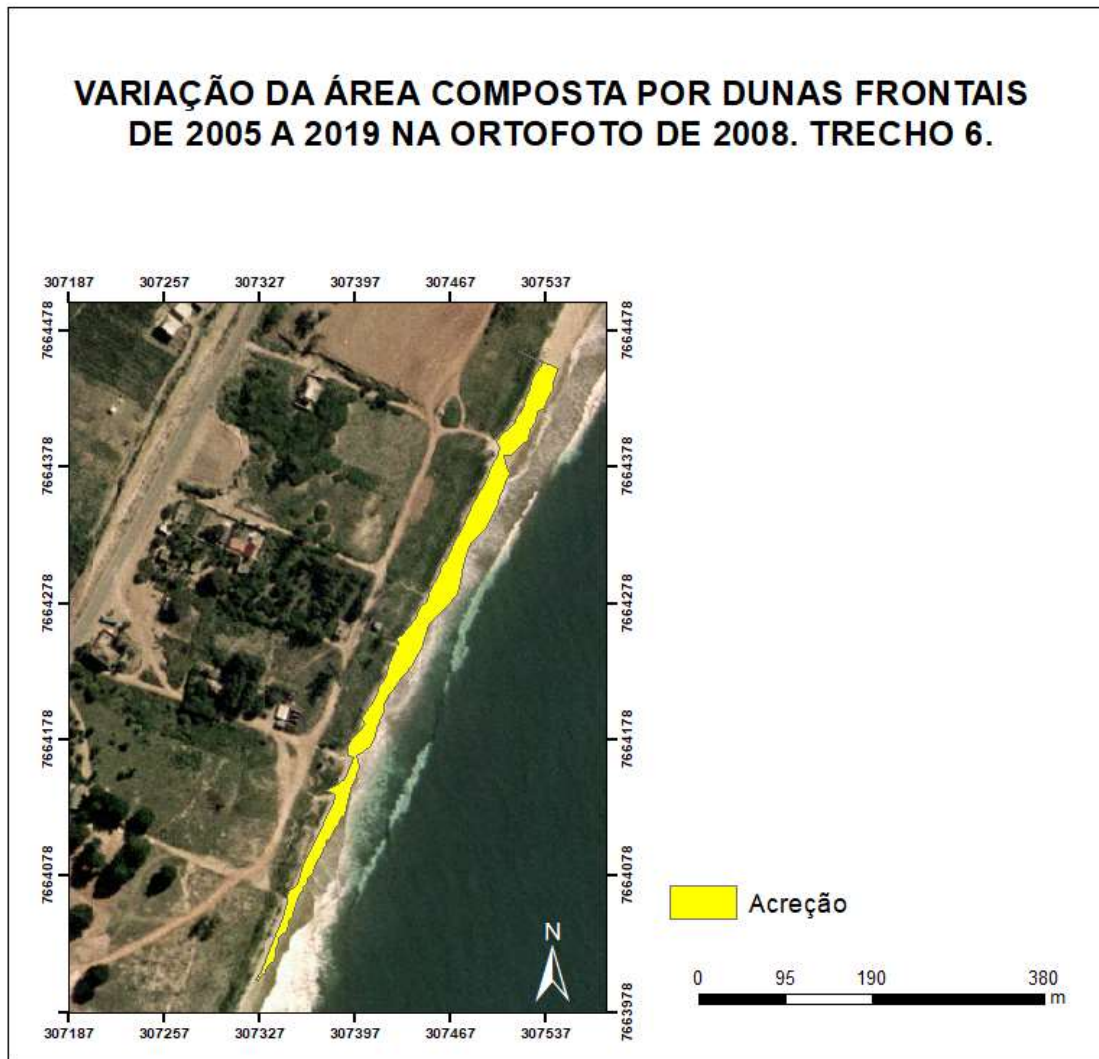 VARIAÇÃO DA ÁREA COMPOSTA POR DUNAS FRONTAIS
DE 2005 A 2019 NA ORTOFOTO DE 2008. TRECHO 6.
307187 307257 307327 307397 307467 307537
7664478 7664478
7664378 7664378
7664278 7664278
7664178 7664178
7664078 7664078
Acreção
N
0 95 190 380
m
7663978 7663978
307187 307257 307327 307397 307467 307537